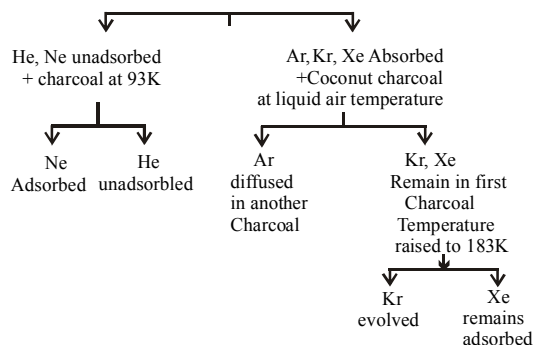 He, Ne unadsorbed
+ charcoal at 93K
Ar,Kr, Xe Absorbed
+Coconut charcoal
at liquid air temperature
Ne
Adsorbed
He
unadsorbled
Ar
diffused
in another
Charcoal
Kr, Xe
Remain in first
Charcoal
Temperature
raised to 183K
Kr
evolved
Xe
remains
adsorbed